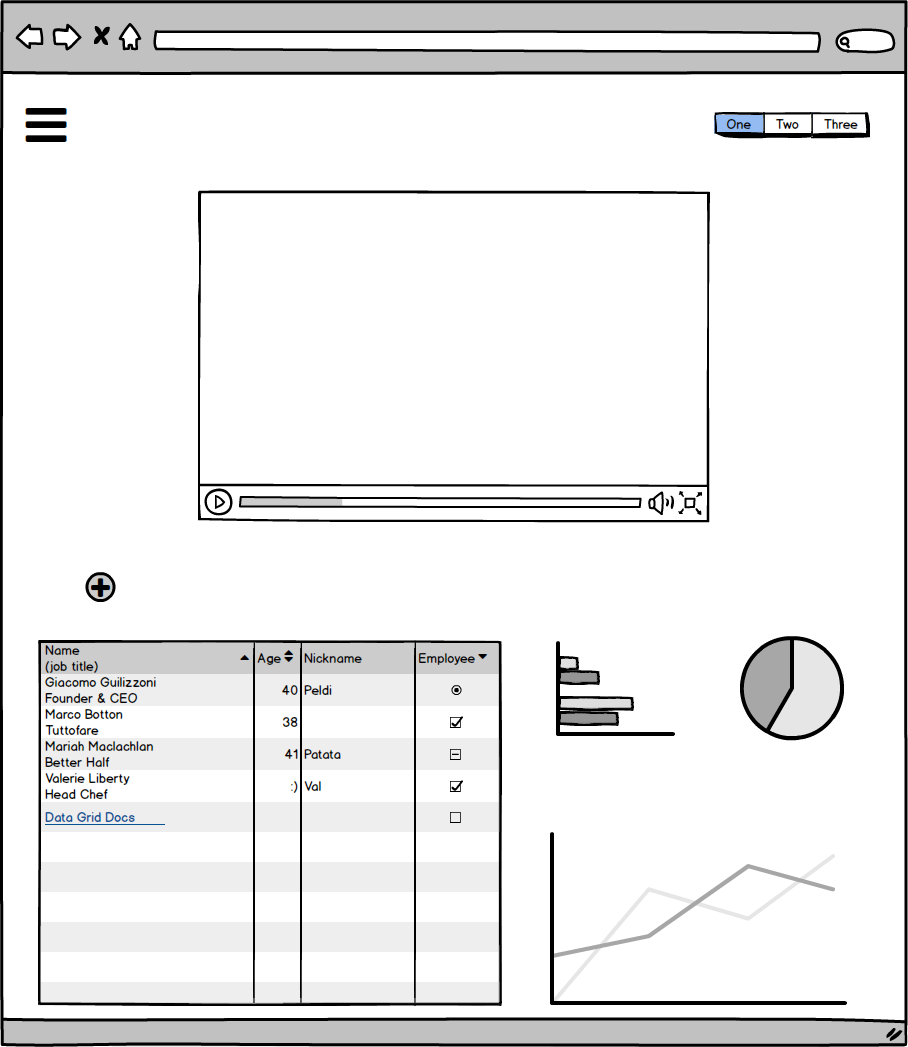 One Two Three
Name
(job title)
Age
Nickname
Employee
Giacomo Guilizzoni
Founder & CEO
40
Peldi
Marco Botton
Tuttofare
38
Mariah Maclachlan
Better Half
41
Patata
Valerie Liberty
Head Chef
:)
Val
Data Grid Docs